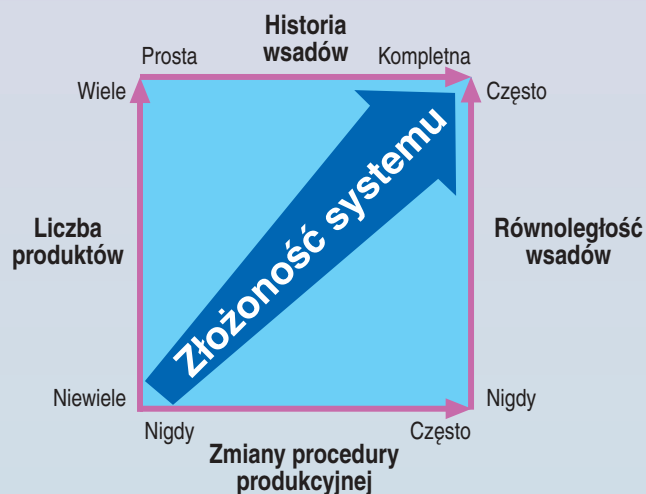 Historia
wsadów
Prosta
Kompletna
Wiele
Często
Złożoność systemu
Liczba
produktów
Równoległość
wsadów
Niewiele
Nigdy
Nigdy
Często
Zmiany procedury
produkcyjnej